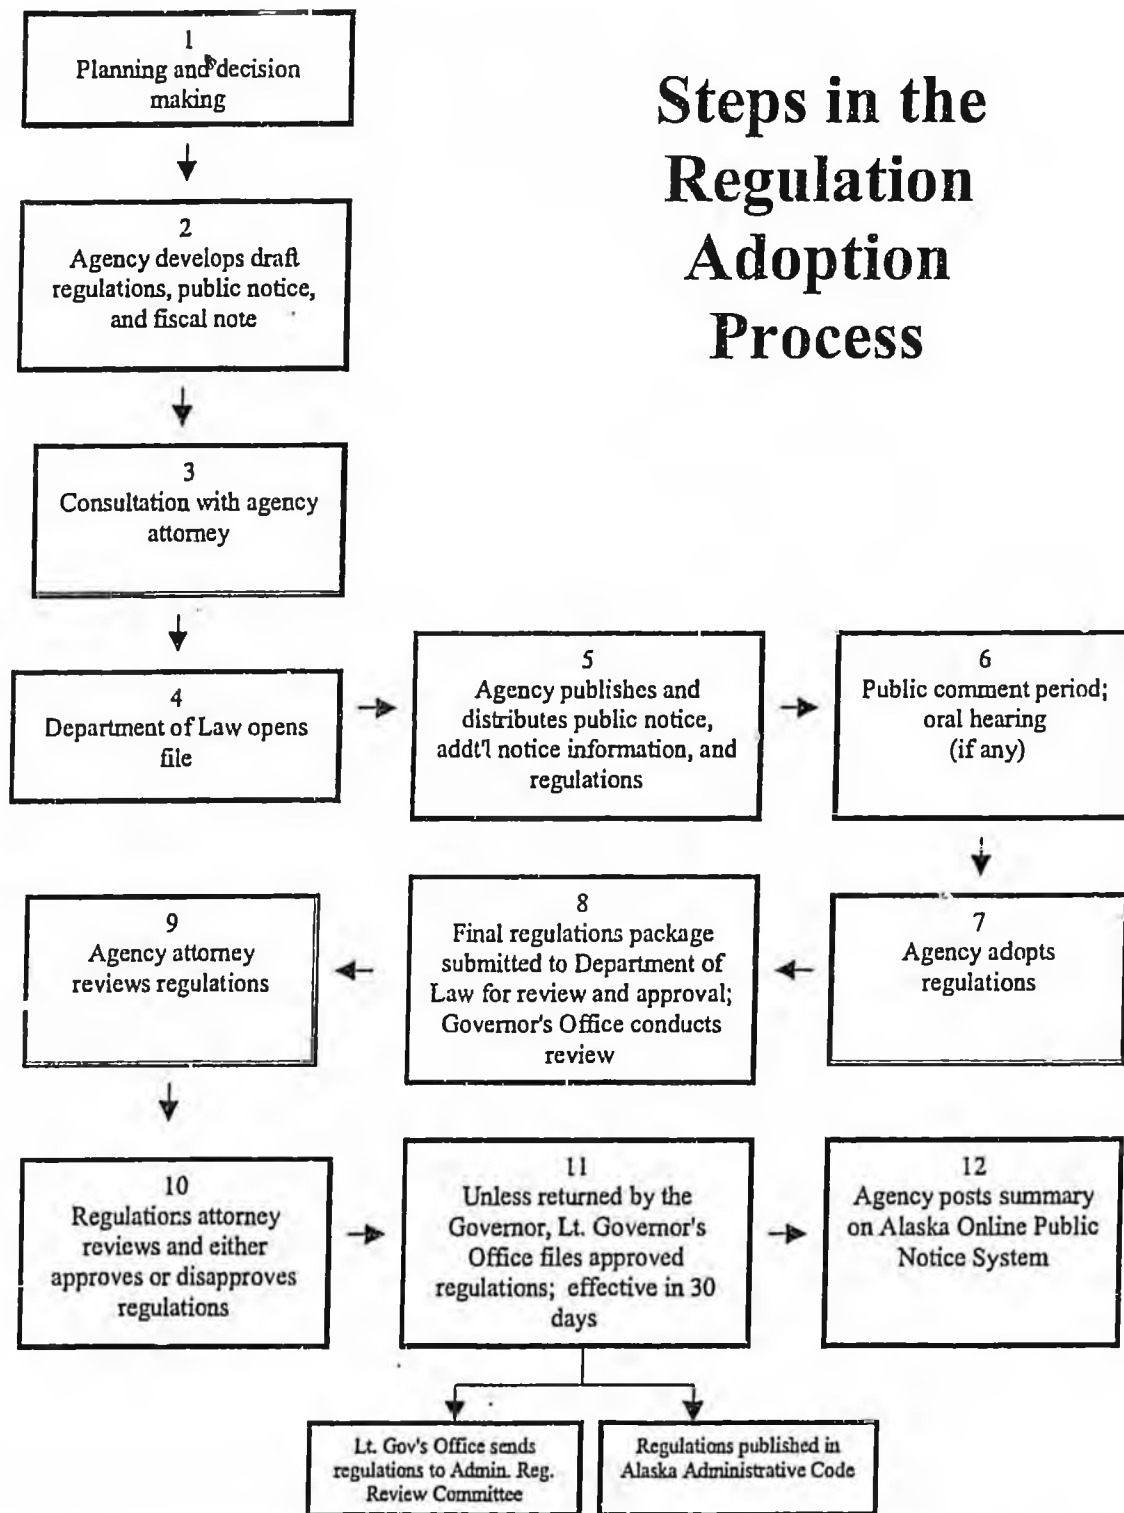 Steps in the
Regulation
Adoption
Process
1
Planning and decision
making
2
Agency develops draft
regulations, public notice,
and fiscal note
3
Consultation with agency
attorney
4
Department of Law opens
file
5
Agency publishes and
distributes public notice,
addt'l notice information, and
regulations
6
Public comment period;
oral hearing
(if any)
7
Agency adopts
regulations
8
Final regulations package
submitted to Department of
Law for review and approval;
Governor's Office conducts
review
9
Agency attorney
reviews regulations
10
Regulations attorney
reviews and either
approves or disapproves
regulations
11
Unless returned by the
Governor, Lt. Governor's
Office files approved
regulations; effective in 30
days
12
Agency posts summary
on Alaska Online Public
Notice System
Lt. Gov's Office sends
regulations to Admin. Reg.
Review Committee
Regulations published in
Alaska Administrative Code